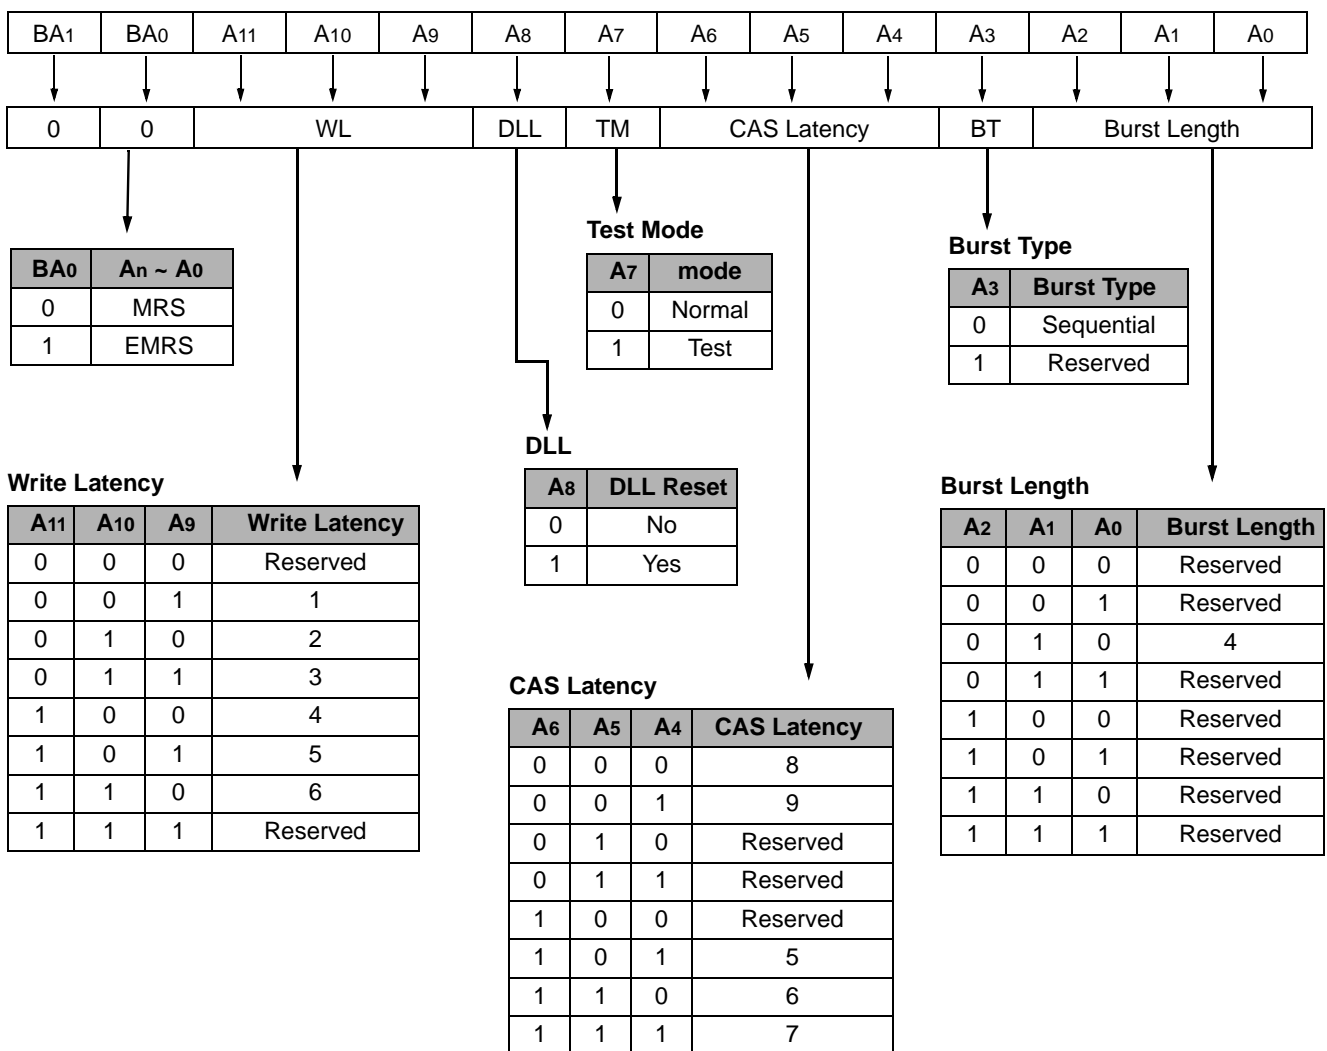 BA1 BA0 A11 A10 A9 A8 A7 A6 A5 A4 A3 A2 A1 A0
0 0 WL DLL TM CAS Latency BT Burst Length
BA0 An ~ A0
0 MRS
1 EMRS
Test Mode
A7 mode
0 Normal
1 Test
Burst Type
A3 Burst Type
0 Sequential
1 Reserved
DLL
A8 DLL Reset
0 No
1 Yes
Write Latency
A11 A10 A9 Write Latency
0 0 0 Reserved
0 0 1 1
0 1 0 2
0 1 1 3
1 0 0 4
1 0 1 5
1 1 0 6
1 1 1 Reserved
CAS Latency
A6 A5 A4 CAS Latency
0 0 0 8
0 0 1 9
0 1 0 Reserved
0 1 1 Reserved
1 0 0 Reserved
1 0 1 5
1 1 0 6
1 1 1 7
Burst Length
A2 A1 A0 Burst Length
0 0 0 Reserved
0 0 1 Reserved
0 1 0 4
0 1 1 Reserved
1 0 0 Reserved
1 0 1 Reserved
1 1 0 Reserved
1 1 1 Reserved